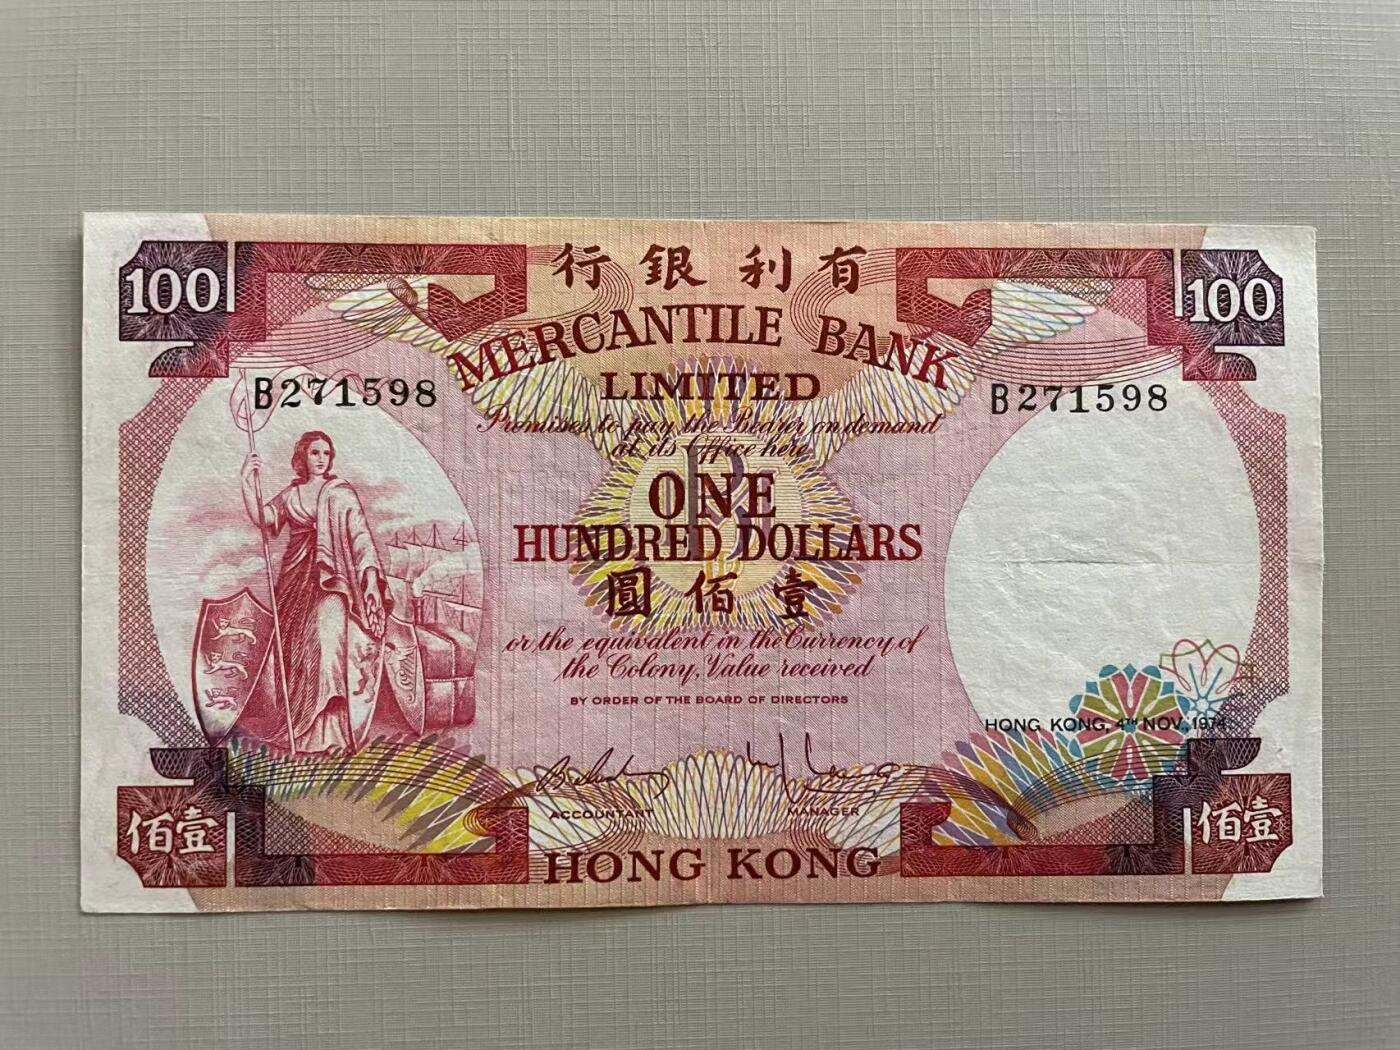 100
行銀利有
100
MERCANTILE BANK
LIMITED
B271598
B271598
Promises to pay the Bearer on demand
at its Office here
ONE
HUNDRED DOLLARS
圓佰壹
or the equivalent in the Currency of
the Colony, Value received
BY ORDER OF THE BOARD OF DIRECTORS
HONG KONG, 4TH NOV., 1974
ACCOUNTANT
MANAGER
佰壹
HONG KONG
佰壹